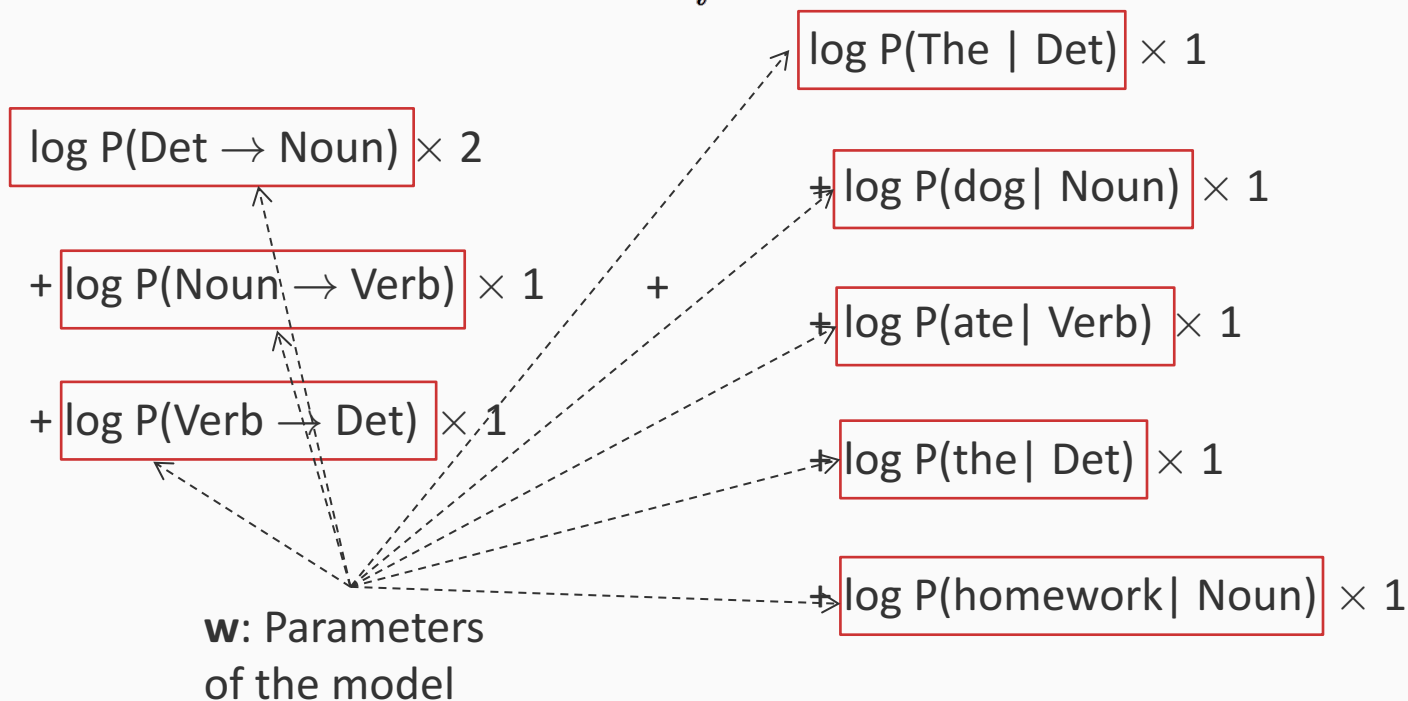 log P(Det → Noun) × 2
+ log P(Noun → Verb) × 1
+ log P(Verb → Det) × 1
+
log P(The | Det) × 1
+ log P(dog| Noun) × 1
+ log P(ate| Verb) × 1
+ log P(the| Det) × 1
+ log P(homework| Noun) × 1
w: Parameters
of the model